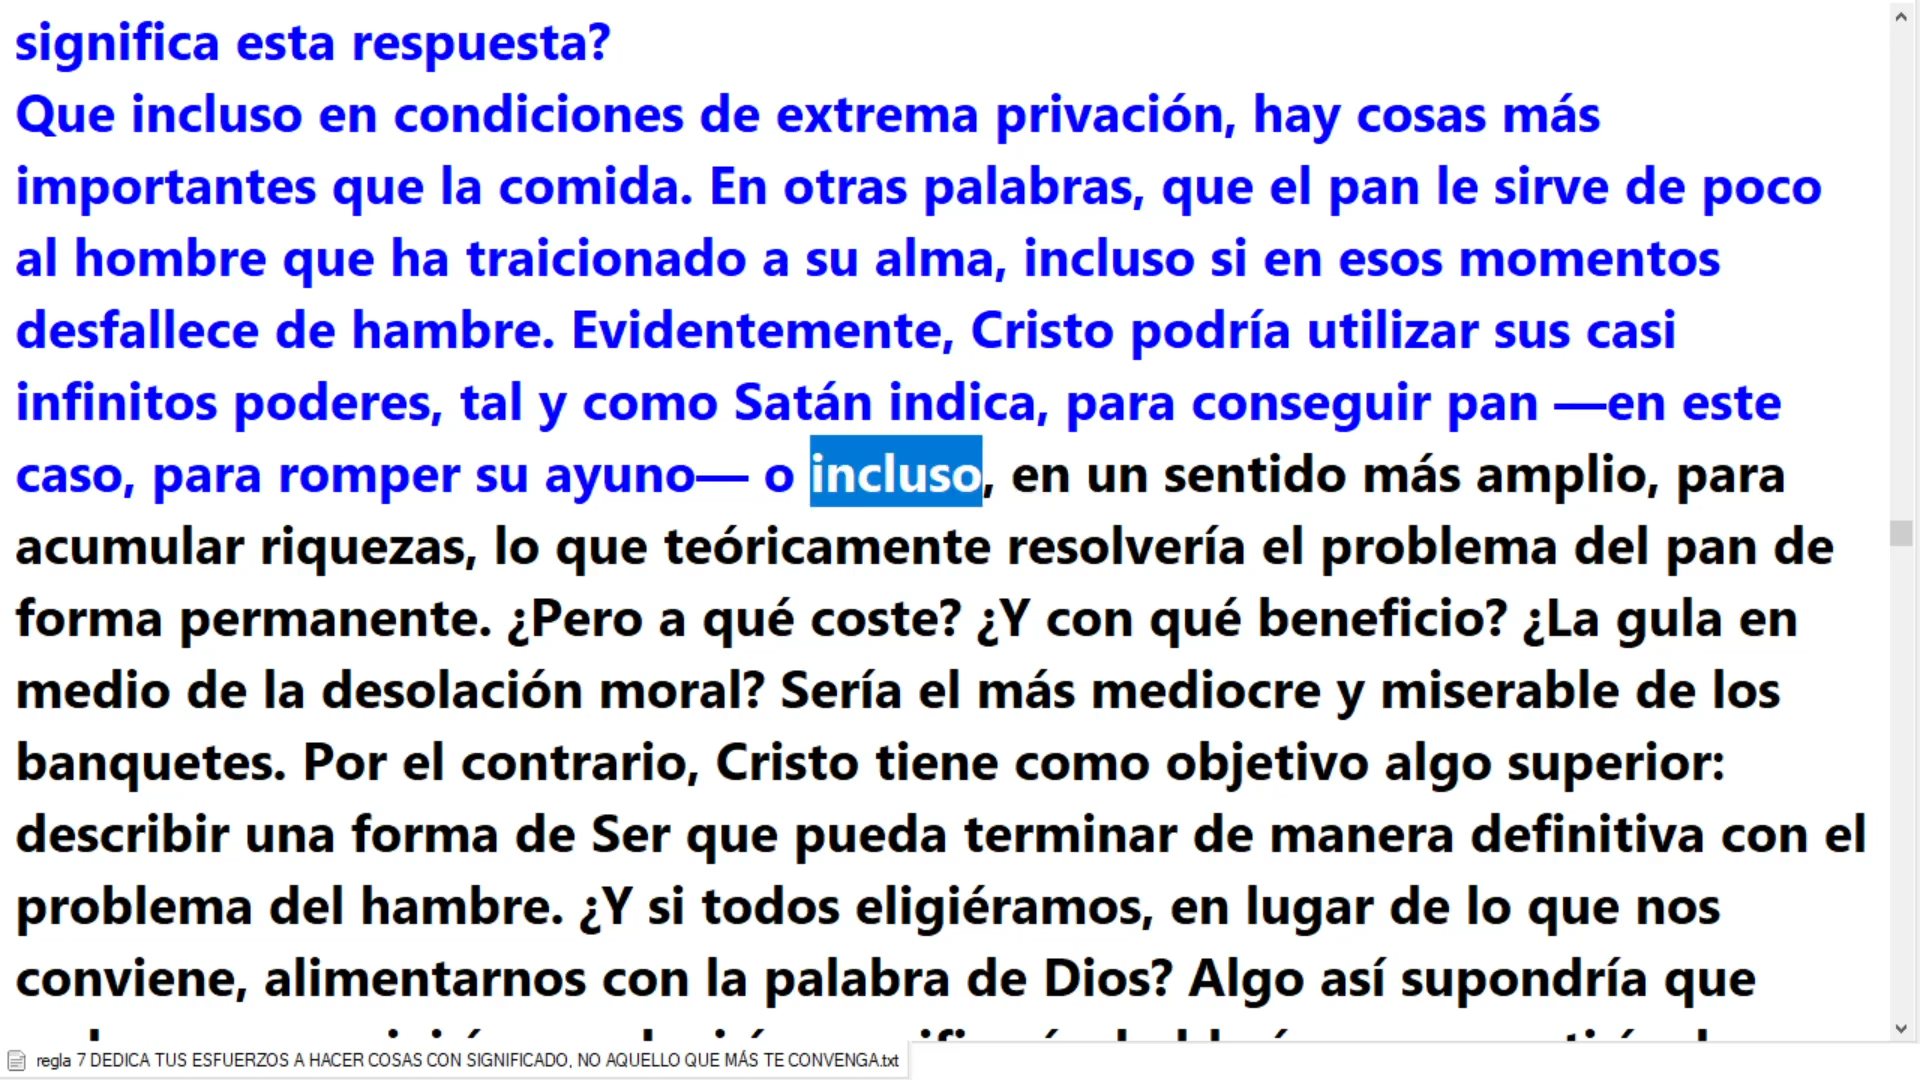 significa esta respuesta?
Que incluso en condiciones de extrema privación, hay cosas más
importantes que la comida. En otras palabras, que el pan le sirve de poco
al hombre que ha traicionado a su alma, incluso si en esos momentos
desfallece de hambre. Evidentemente, Cristo podría utilizar sus casi
infinitos poderes, tal y como Satán indica, para conseguir pan —en este
caso, para romper su ayuno— o incluso, en un sentido más amplio, para
acumular riquezas, lo que teóricamente resolvería el problema del pan de
forma permanente. ¿Pero a qué coste? ¿Y con qué beneficio? ¿La gula en
medio de la desolación moral? Sería el más mediocre y miserable de los
banquetes. Por el contrario, Cristo tiene como objetivo algo superior:
describir una forma de Ser que pueda terminar de manera definitiva con el
problema del hambre. ¿Y si todos eligiéramos, en lugar de lo que nos
conviene, alimentarnos con la palabra de Dios? Algo así supondría que
regla 7 DEDICA TUS ESFUERZOS A HACER COSAS CON SIGNIFICADO, NO AQUELLO QUE MÁS TE CONVENGA.txt